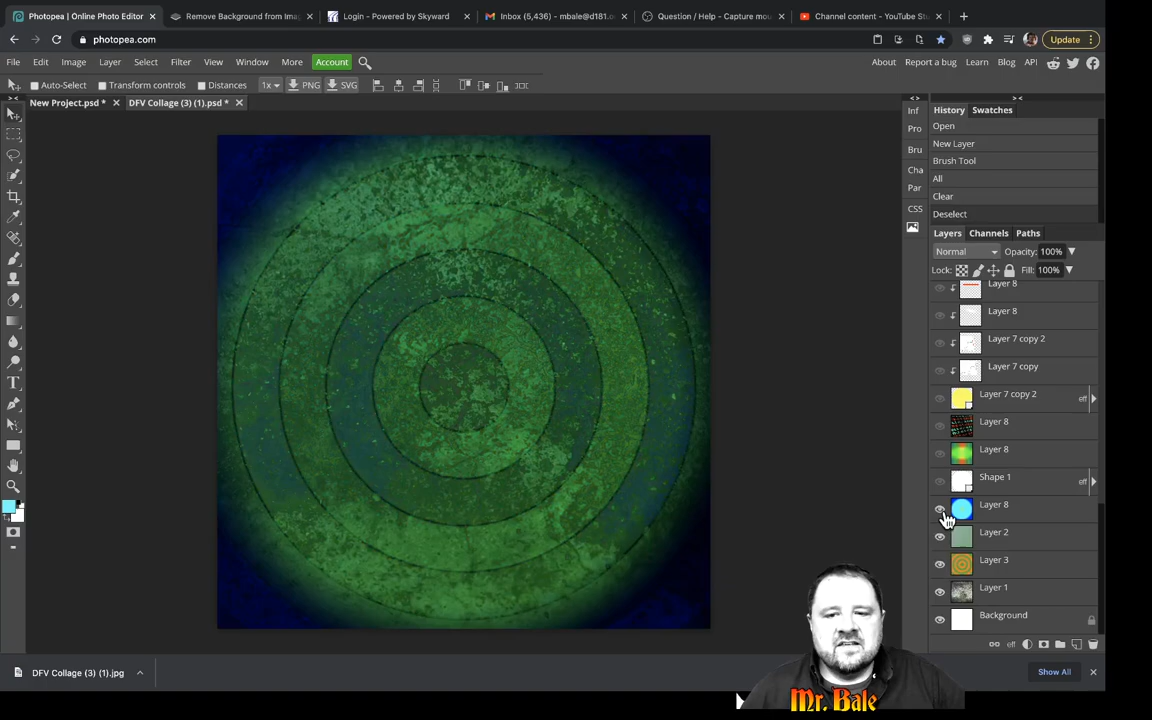 Photopea | Online Photo Editor
Remove Background from Imag
Login - Powered by Skyward
Inbox (5,436) - mbale@d181.o
Question / Help - Capture mou
Channel content - YouTube Stu
photopea.com
Update
File Edit Image Layer Select Filter View Window More Account
About Report a bug Learn Blog API
Auto-Select Transform controls Distances 1x PNG SVG
New Project.psd * DFV Collage (3) (1).psd *
Inf
Pro
Bru
Cha
Par
CSS
History Swatches
Open
New Layer
Brush Tool
All
Clear
Deselect
Layers Channels Paths
Normal Opacity: 100%
Lock: Fill: 100%
Layer 8
Layer 8
Layer 7 copy 2
Layer 7 copy
Layer 7 copy 2 eff
Layer 8
Layer 8
Shape 1 eff
Layer 8
Layer 2
Layer 3
Layer 1
Background
eff
DFV Collage (3) (1).jpg
Show All
Mr. Bale